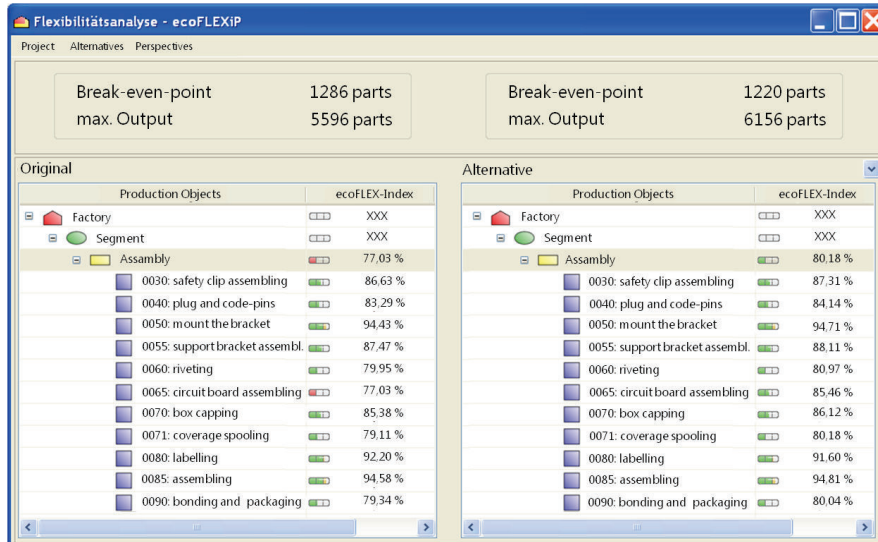 Flexibilitätsanalyse - ecoFLEXiP
Project Alternatives Perspectives
Break-even-point 1286 parts
max. Output 5596 parts
Break-even-point 1220 parts
max. Output 6156 parts
Original
Production Objects ecoFLEX-Index
Factory XXX
Segment XXX
Assambly 77,03 %
0030: safety clip assembling 86,63 %
0040: plug and code-pins 83,29 %
0050: mount the bracket 94,43 %
0055: support bracket assembl. 87,47 %
0060: riveting 79,95 %
0065: circuit board assembling 77,03 %
0070: box capping 85,38 %
0071: coverage spooling 79,11 %
0080: labelling 92,20 %
0085: assembling 94,58 %
0090: bonding and packaging 79,34 %
Alternative
Production Objects ecoFLEX-Index
Factory XXX
Segment XXX
Assambly 80,18 %
0030: safety clip assembling 87,31 %
0040: plug and code-pins 84,14 %
0050: mount the bracket 94,71 %
0055: support bracket assembl. 88,11 %
0060: riveting 80,97 %
0065: circuit board assembling 85,46 %
0070: box capping 86,12 %
0071: coverage spooling 80,18 %
0080: labelling 91,60 %
0085: assembling 94,81 %
0090: bonding and packaging 80,04 %